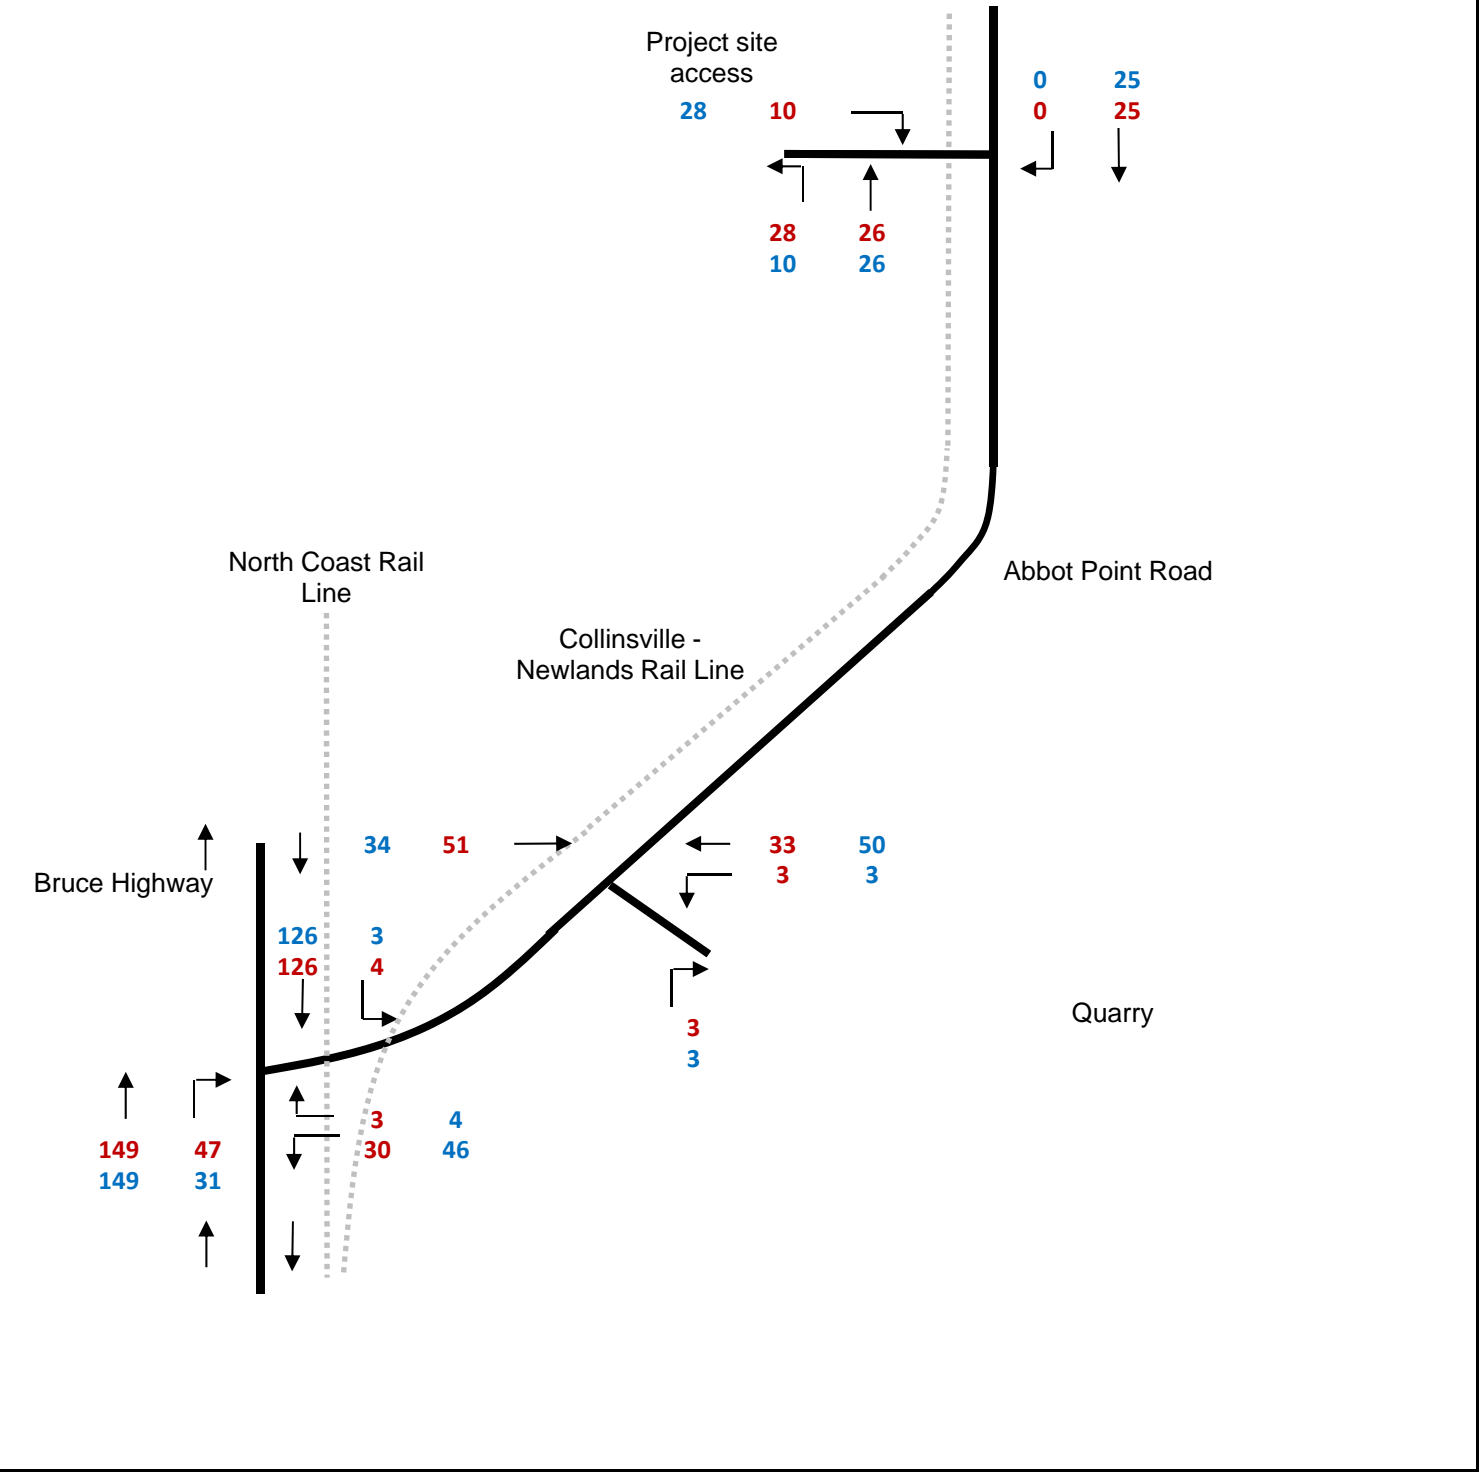 Project site
access
28 10
0 25
0 25
28 26
10 26
North Coast Rail
Line
Abbot Point Road
Collinsville -
Newlands Rail Line
34 51
33 50
3 3
Bruce Highway
126 3
126 4
Quarry
3
3
3 4
30 46
149 47
149 31